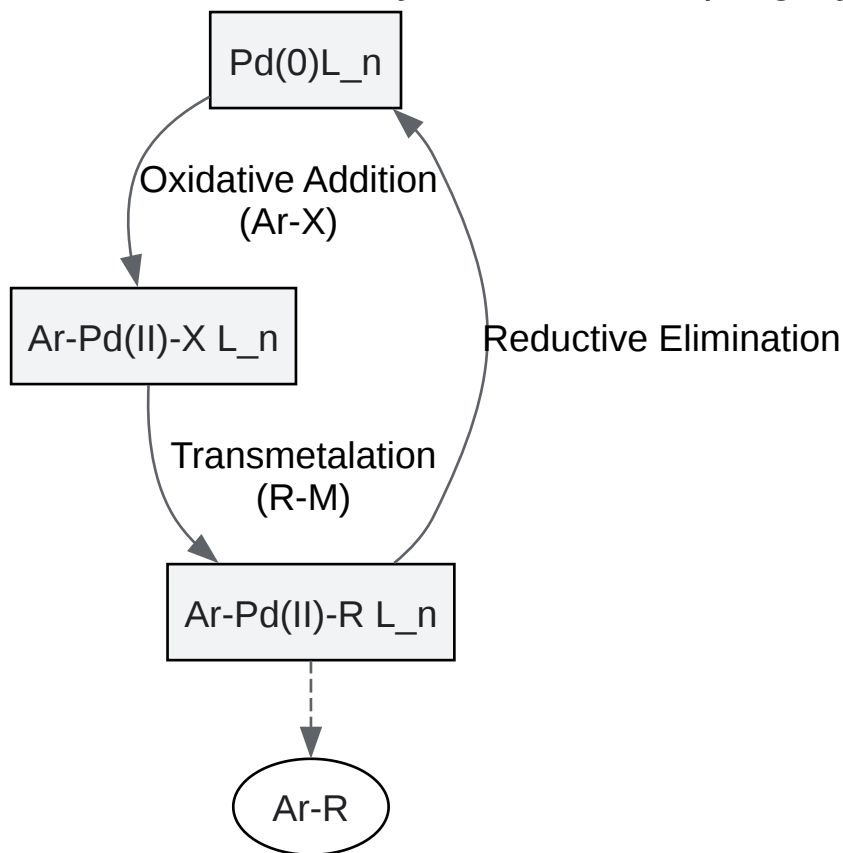 Pd(0)L_n
Oxidative Addition
(Ar-X)
Ar-Pd(II)-X L_n
Reductive Elimination
Transmetalation
(R-M)
Ar-Pd(II)-R L_n
Ar-R